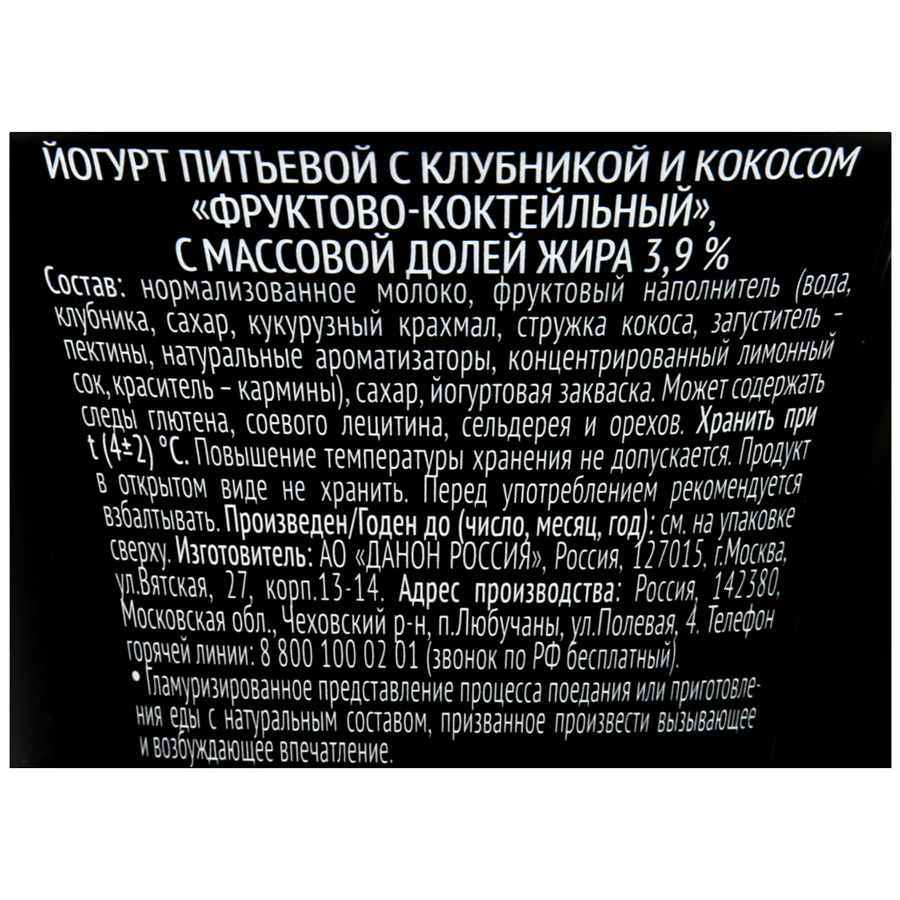 ЙОГУРТ ПИТЬЕВОЙ С КЛУБНИКОЙ И КОКОСОМ
«ФРУКТОВО-КОКТЕЙЛЬНЫЙ»,
С МАССОВОЙ ДОЛЕЙ ЖИРА 3,9 %
Состав: нормализованное молоко, фруктовый наполнитель (вода,
клубника, сахар, кукурузный крахмал, стружка кокоса, загуститель –
пектины, натуральные ароматизаторы, концентрированный лимонный
сок, краситель – кармины), сахар, йогуртовая закваска. Может содержать
следы глютена, соевого лецитина, сельдерея и орехов. Хранить при
t (4±2) °С. Повышение температуры хранения не допускается. Продукт
в открытом виде не хранить. Перед употреблением рекомендуется
взбалтывать. Произведен/Годен до (число, месяц, год): см. на упаковке
сверху. Изготовитель: АО «ДАНОН РОССИЯ», Россия, 127015, г.Москва,
ул.Вятская, 27, корп.13-14. Адрес производства: Россия, 142380,
Московская обл., Чеховский р-н, п.Любучаны, ул.Полевая, 4. Телефон
горячей линии: 8 800 100 02 01 (звонок по РФ бесплатный).
* Гламуризированное представление процесса поедания или приготовле-
ния еды с натуральным составом, призванное произвести вызывающее
и возбуждающее впечатление.